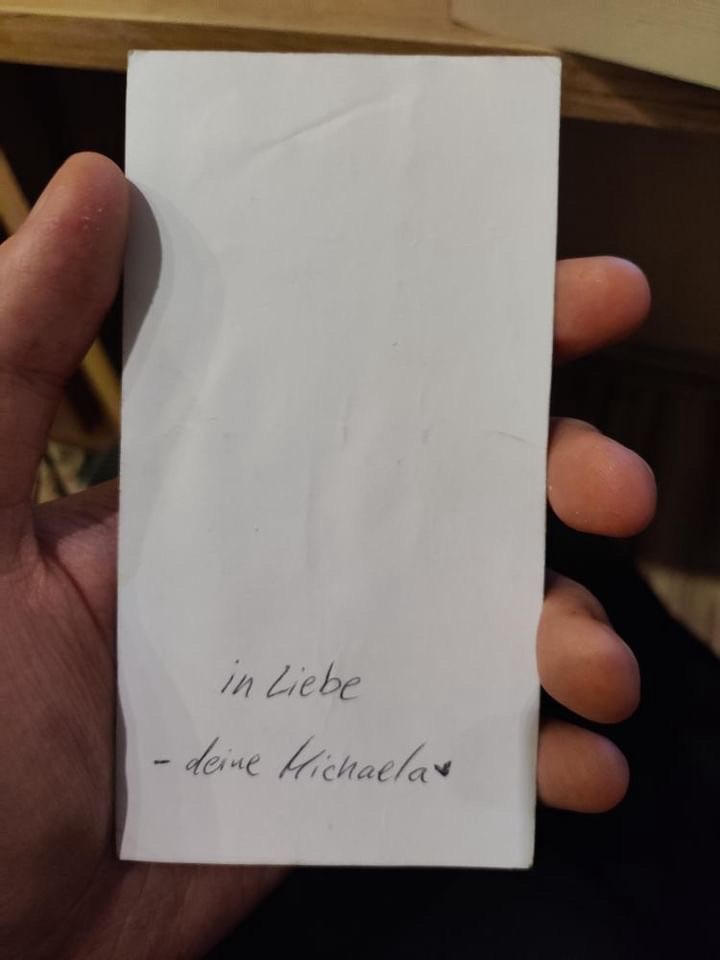 in Liebe
- deine Michaela♥